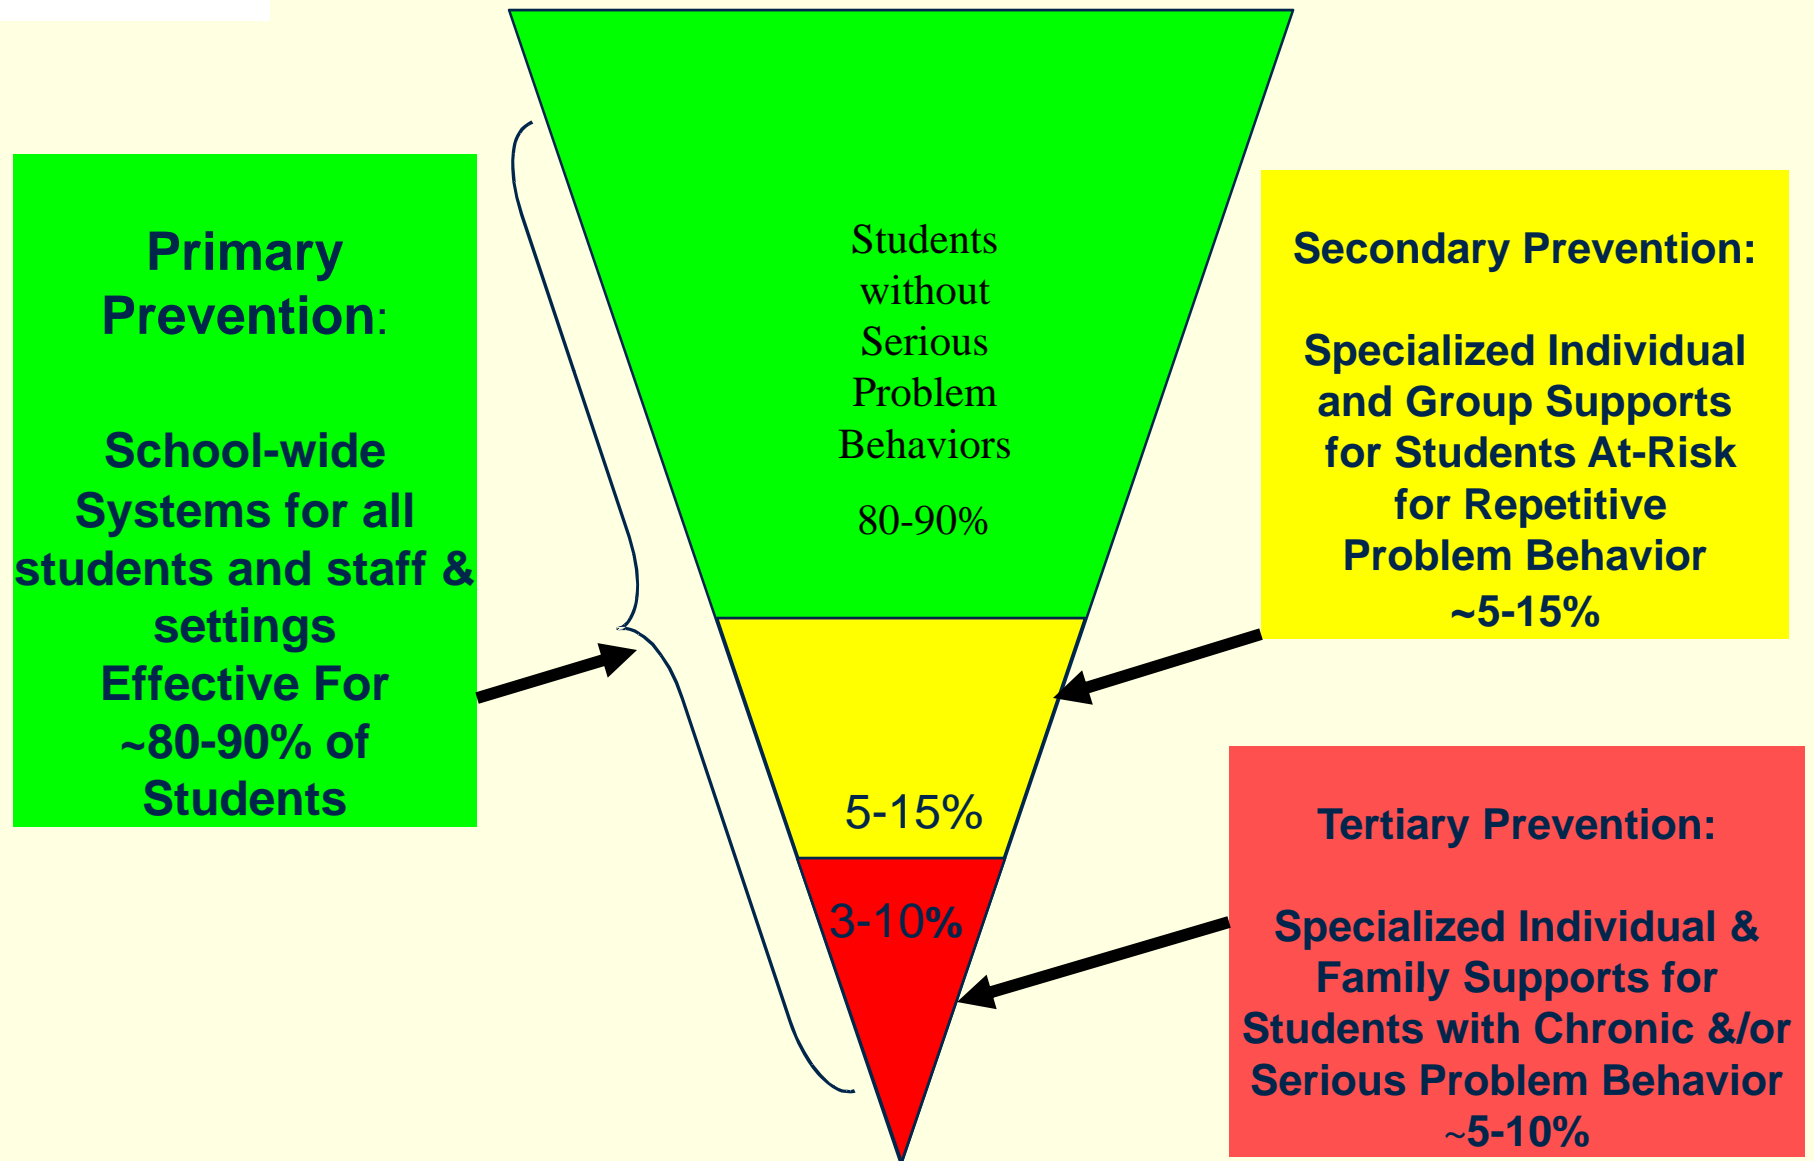 Primary
Prevention:
School-wide
Systems for all
students and staff &
settings
Effective For
~80-90% of
Students
Students
without
Serious
Problem
Behaviors
80-90%
5-15%
3-10%
Secondary Prevention:
Specialized Individual
and Group Supports
for Students At-Risk
for Repetitive
Problem Behavior
~5-15%
Tertiary Prevention:
Specialized Individual &
Family Supports for
Students with Chronic &/or
Serious Problem Behavior
~5-10%